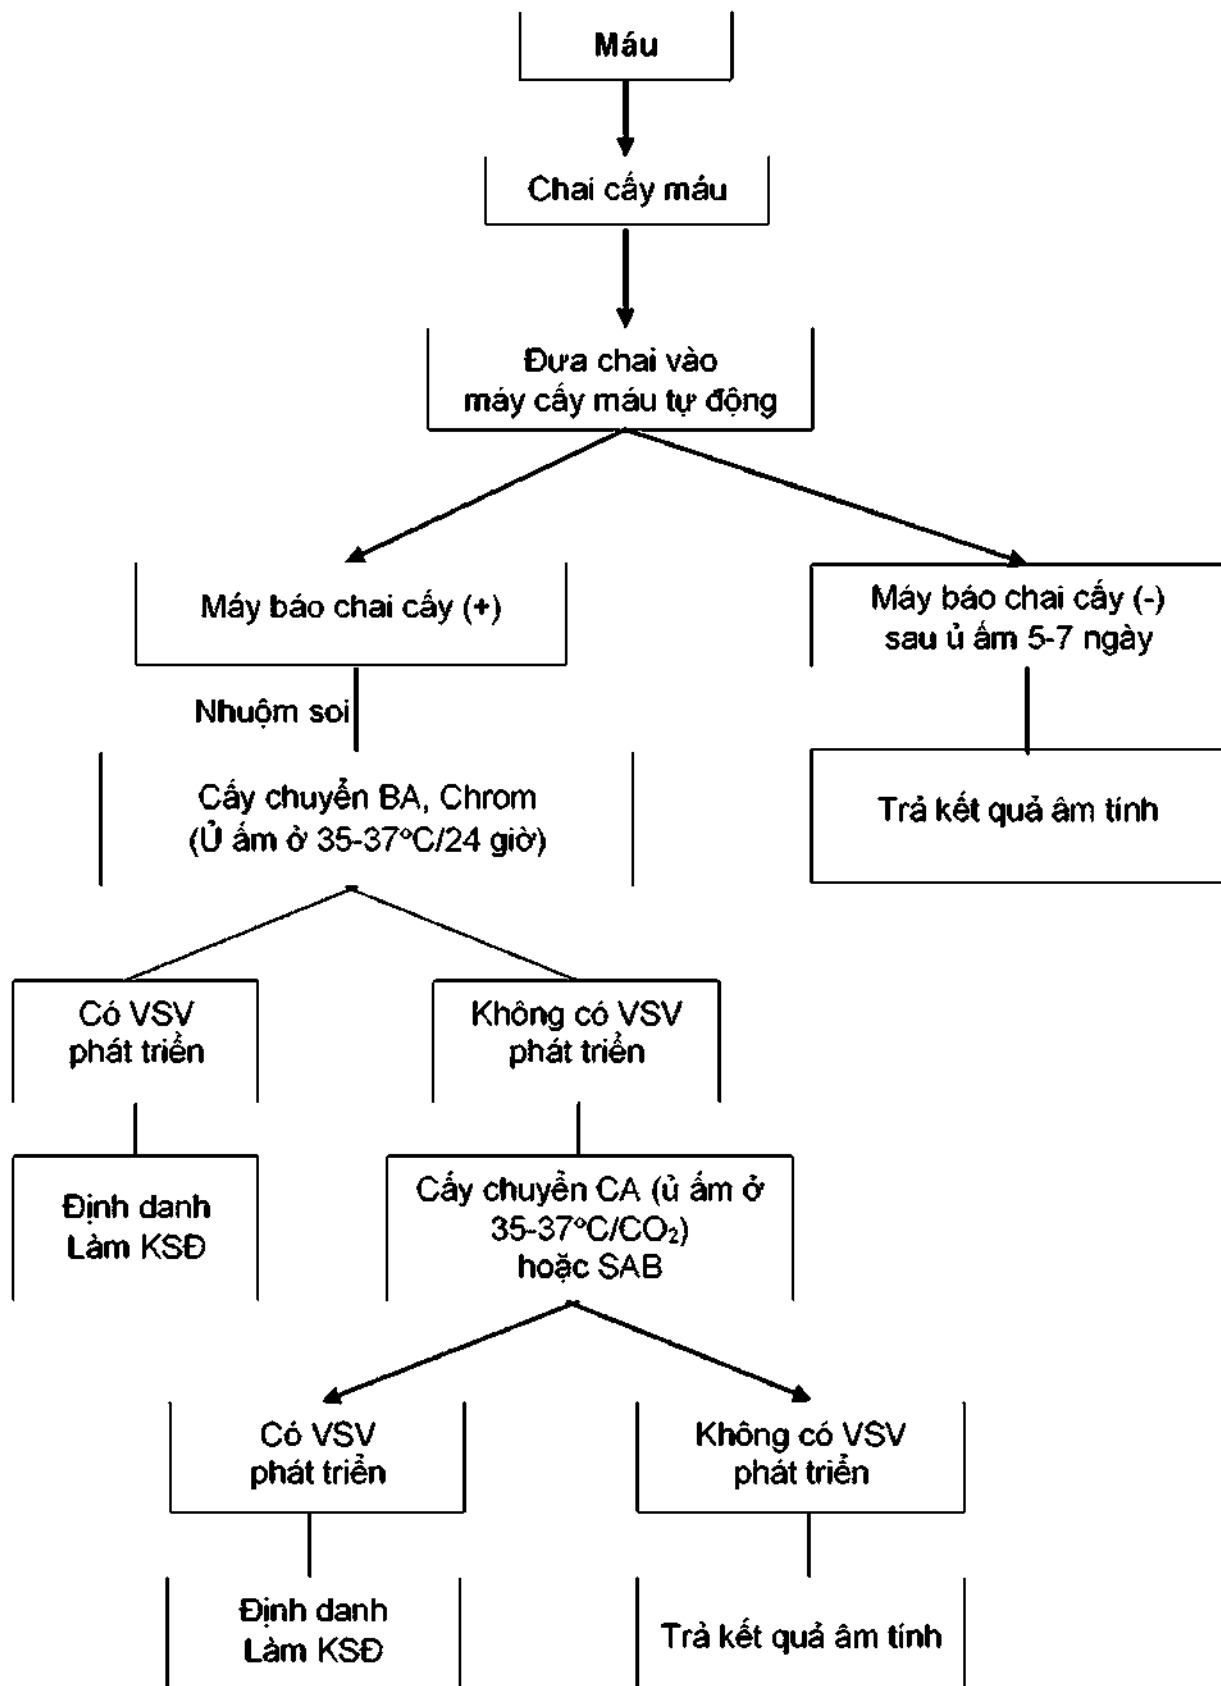 Máu
Chai cấy máu
Đưa chai vào
máy cấy máu tự động
Máy báo chai cấy (+)
Máy báo chai cấy (-)
sau ủ ấm 5-7 ngày
Nhuộm soi
Cấy chuyển BA, Chrom
(Ủ ấm ở 35-37°C/24 giờ)
Trả kết quả âm tính
Có VSV
phát triển
Không có VSV
phát triển
Định danh
Làm KSĐ
Cấy chuyển CA (ủ ấm ở
35-37°C/CO₂)
hoặc SAB
Có VSV
phát triển
Không có VSV
phát triển
Định danh
Làm KSĐ
Trả kết quả âm tính